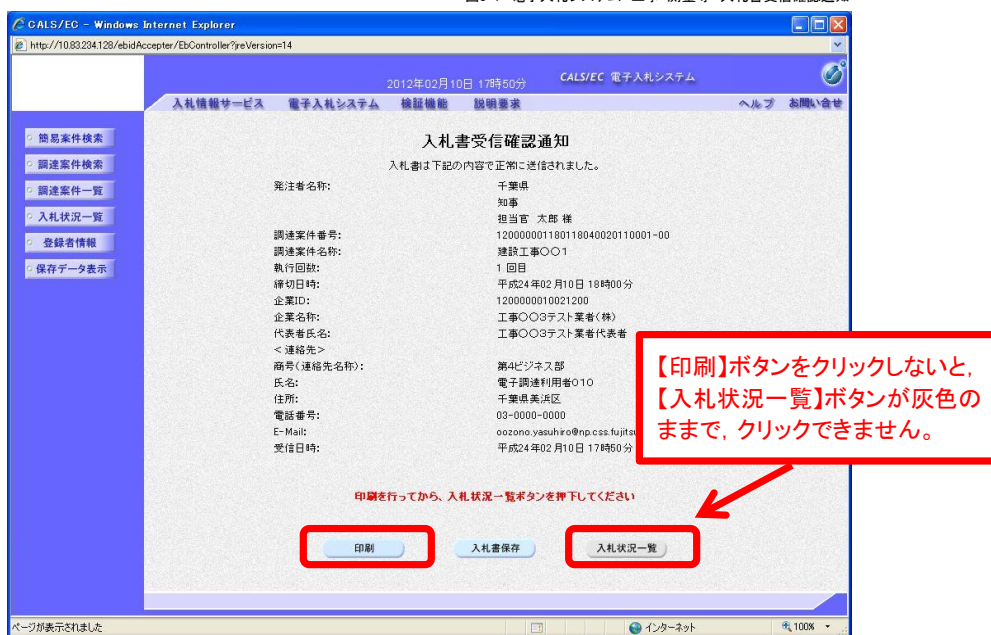 CALS/EC - Windows Internet Explorer
http://10.83.234.128/ebidAccepter/EbController?jreVersion=14
2012年02月10日 17時50分
CALS/EC 電子入札システム
入札情報サービス 電子入札システム 検証機能 説明要求 ヘルプ お問い合せ
簡易案件検索
調達案件検索
調達案件一覧
入札状況一覧
登録者情報
保存データ表示
入札書受信確認通知
入札書は下記の内容で正常に送信されました。
発注者名称: 千葉県
知事
担当官 太郎 様
調達案件番号: 120000001180118040020110001-00
調達案件名称: 建設工事○○1
執行回数: 1 回目
締切日時: 平成24年02月10日 18時00分
企業ID: 1200000010021200
企業名称: 工事○○3テスト業者(株)
代表者氏名: 工事○○3テスト業者代表者
<連絡先>
商号(連絡先名称): 第4ビジネス部
氏名: 電子調達利用者010
住所: 千葉県美浜区
電話番号: 03-0000-0000
E-Mail: oozono.yasuhiro@np.css.fujitsu
受信日時: 平成24年02月10日 17時50分
【印刷】ボタンをクリックしないと,
【入札状況一覧】ボタンが灰色の
ままで, クリックできません。
印刷を行ってから、入札状況一覧ボタンを押下してください
印刷 入札書保存 入札状況一覧
ページが表示されました インターネット 100%